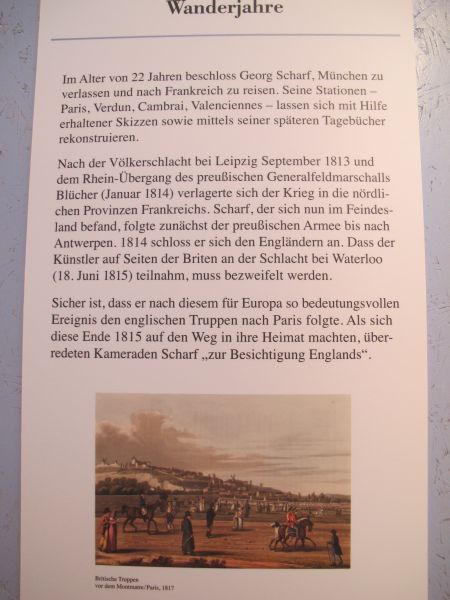 Wanderjahre
Im Alter von 22 Jahren beschloss Georg Scharf, München zu
verlassen und nach Frankreich zu reisen. Seine Stationen –
Paris, Verdun, Cambrai, Valenciennes – lassen sich mit Hilfe
erhaltener Skizzen sowie mittels seiner späteren Tagebücher
rekonstruieren.
Nach der Völkerschlacht bei Leipzig September 1813 und
dem Rhein-Übergang des preußischen Generalfeldmarschalls
Blücher (Januar 1814) verlagerte sich der Krieg in die nördli-
chen Provinzen Frankreichs. Scharf, der sich nun im Feindes-
land befand, folgte zunächst der preußischen Armee bis nach
Antwerpen. 1814 schloss er sich den Engländern an. Dass der
Künstler auf Seiten der Briten an der Schlacht bei Waterloo
(18. Juni 1815) teilnahm, muss bezweifelt werden.
Sicher ist, dass er nach diesem für Europa so bedeutungsvollen
Ereignis den englischen Truppen nach Paris folgte. Als sich
diese Ende 1815 auf den Weg in ihre Heimat machten, über-
redeten Kameraden Scharf „zur Besichtigung Englands“.
Britische Truppen
vor dem Montmatre/Paris, 1817